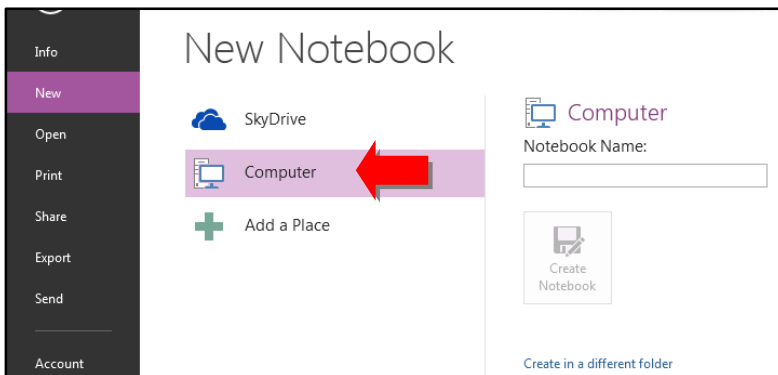 Info
New
Open
Print
Share
Export
Send
Account
New Notebook
SkyDrive
Computer
Add a Place
Computer
Notebook Name:
Create
Notebook
Create in a different folder